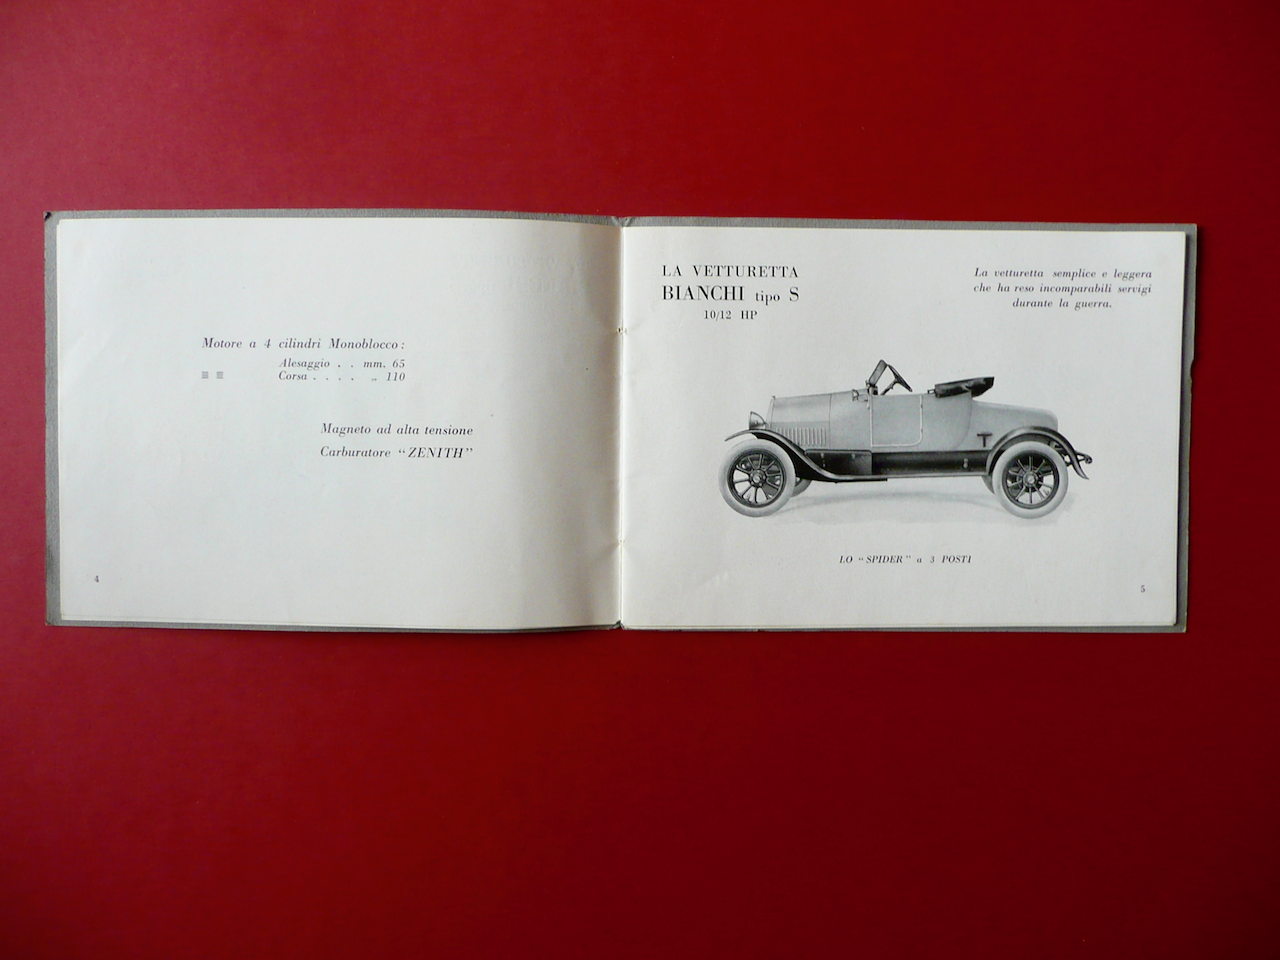 Motore a 4 cilindri Monoblocco :
Alesaggio . . mm. 65
Corsa . . . . „ 110
Magneto ad alta tensione
Carburatore “ZENITH”
4
LA VETTURETTA
BIANCHI tipo S
10/12 HP
La vetturetta semplice e leggera
che ha reso incomparabili servigi
durante la guerra.
LO “SPIDER” a 3 POSTI
5